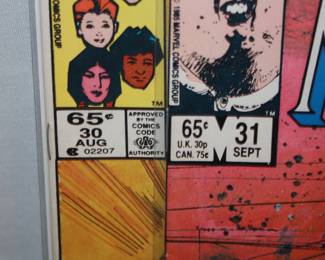 COMICS GROUP
TM
65¢
30
AUG
02207
APPROVED
BY THE
COMICS
CODE
AUTHORITY
© 1985 MARVEL COMICS GROUP
TM
65¢
U.K. 30p
CAN. 75¢
M
31
SEPT